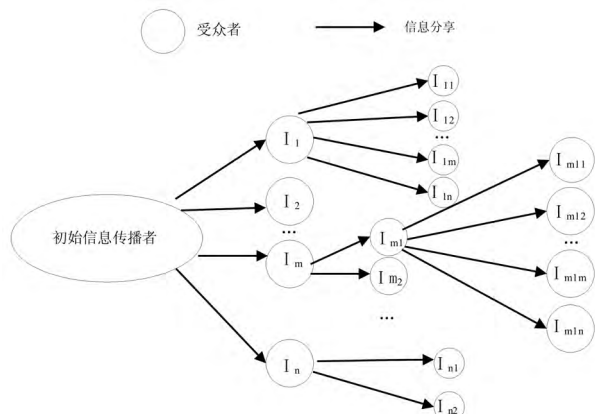 受众者
信息分享
I 11
I 12
...
I 1m
I 1n
I 1
I 2
...
初始信息传播者
I m
I m1
I m2
...
I m11
I m12
...
I m1m
I m1n
I n
I n1
I n2